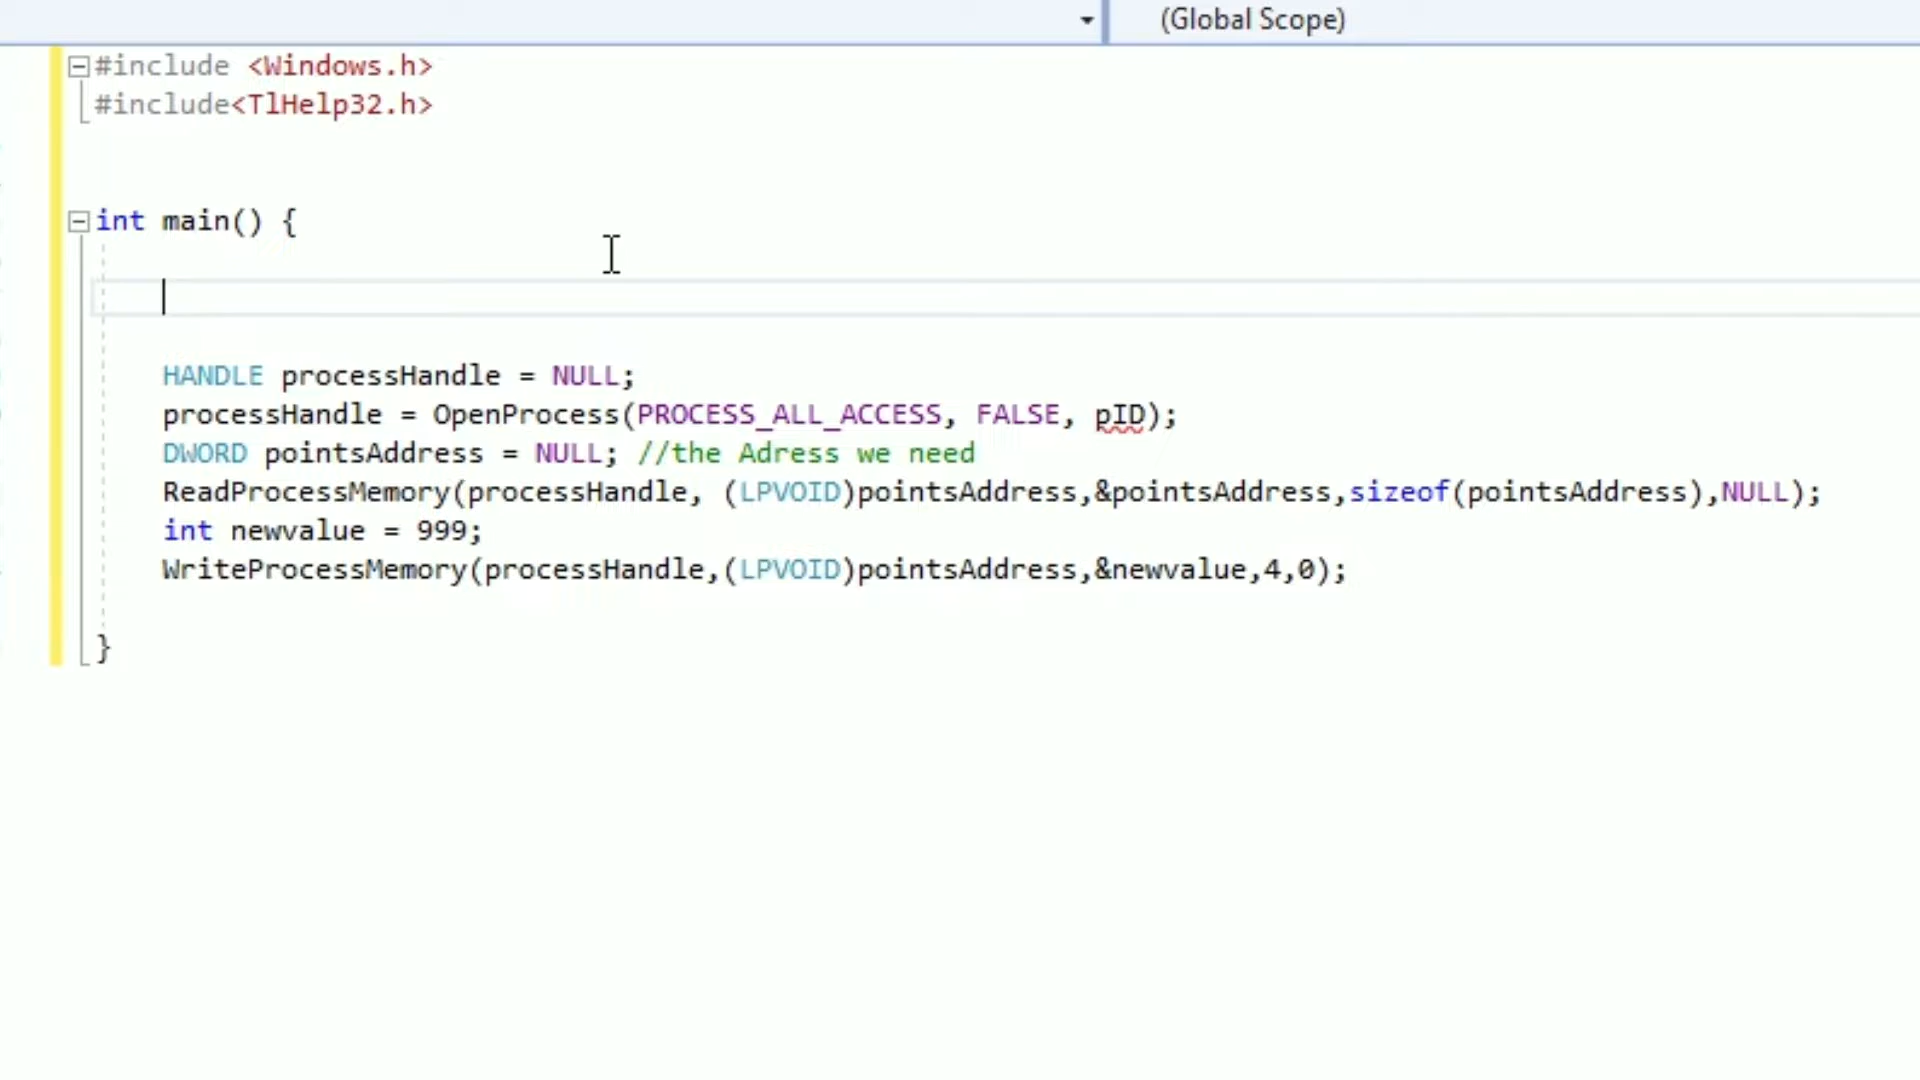 (Global Scope)
#include <Windows.h>
#include<TlHelp32.h>
int main() {
HANDLE processHandle = NULL;
processHandle = OpenProcess(PROCESS_ALL_ACCESS, FALSE, pID);
DWORD pointsAddress = NULL; //the Adress we need
ReadProcessMemory(processHandle, (LPVOID)pointsAddress,&pointsAddress,sizeof(pointsAddress),NULL);
int newvalue = 999;
WriteProcessMemory(processHandle,(LPVOID)pointsAddress,&newvalue,4,0);
}